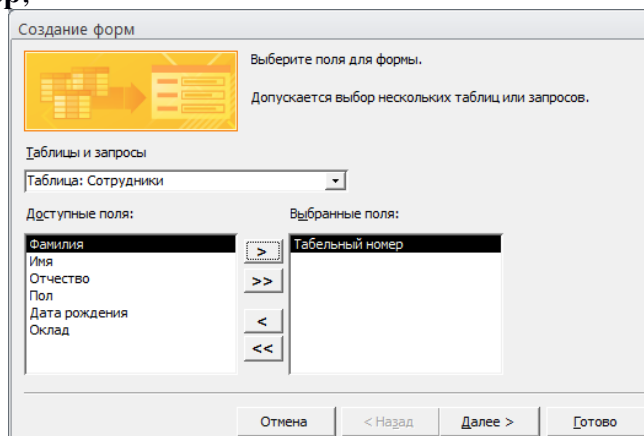 ор,
Создание форм
Выберите поля для формы.
Допускается выбор нескольких таблиц или запросов.
Таблицы и запросы
Таблица: Сотрудники
Доступные поля:
Выбранные поля:
Фамилия
Имя
Отчество
Пол
Дата рождения
Оклад
>
>>
<
<<
Табельный номер
Отмена
< Назад
Далее >
Готово